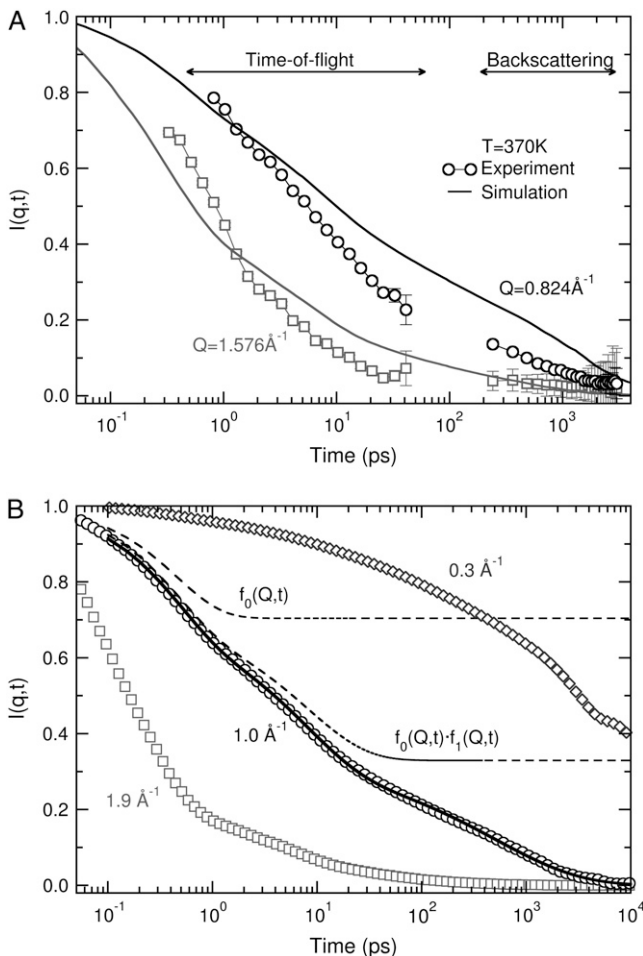 A
1.0
0.8
0.6
0.4
0.2
0.0
I(q,t)
Time-of-flight
Backscattering
T=370K
Experiment
Simulation
Q=0.824Å⁻¹
Q=1.576Å⁻¹
10⁻¹ 10⁰ 10¹ 10² 10³
Time (ps)
B
1.0
0.8
0.6
0.4
0.2
0.0
I(q,t)
0.3 Å⁻¹
f₀(Q,t)
1.0 Å⁻¹
f₀(Q,t)·f₁(Q,t)
1.9 Å⁻¹
10⁻¹ 10⁰ 10¹ 10² 10³ 10⁴
Time (ps)